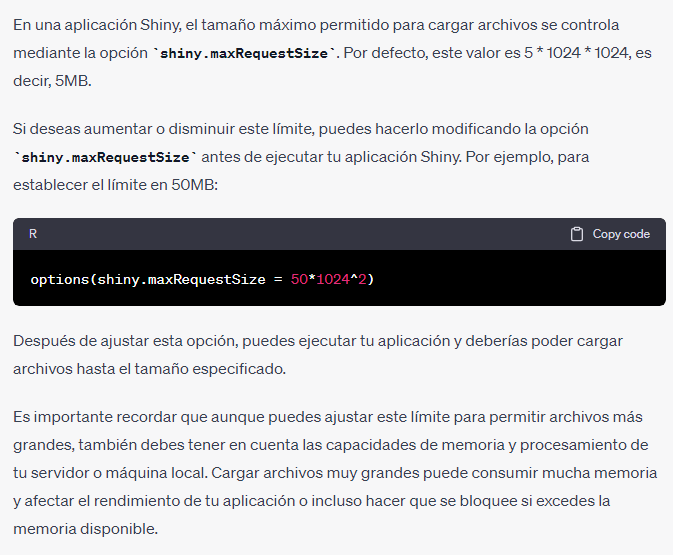 En una aplicación Shiny, el tamaño máximo permitido para cargar archivos se controla
mediante la opción `shiny.maxRequestSize`. Por defecto, este valor es 5 * 1024 * 1024, es
decir, 5MB.
Si deseas aumentar o disminuir este límite, puedes hacerlo modificando la opción
`shiny.maxRequestSize` antes de ejecutar tu aplicación Shiny. Por ejemplo, para
establecer el límite en 50MB:
R Copy code
options(shiny.maxRequestSize = 50*1024^2)
Después de ajustar esta opción, puedes ejecutar tu aplicación y deberías poder cargar
archivos hasta el tamaño especificado.
Es importante recordar que aunque puedes ajustar este límite para permitir archivos más
grandes, también debes tener en cuenta las capacidades de memoria y procesamiento de
tu servidor o máquina local. Cargar archivos muy grandes puede consumir mucha memoria
y afectar el rendimiento de tu aplicación o incluso hacer que se bloquee si excedes la
memoria disponible.